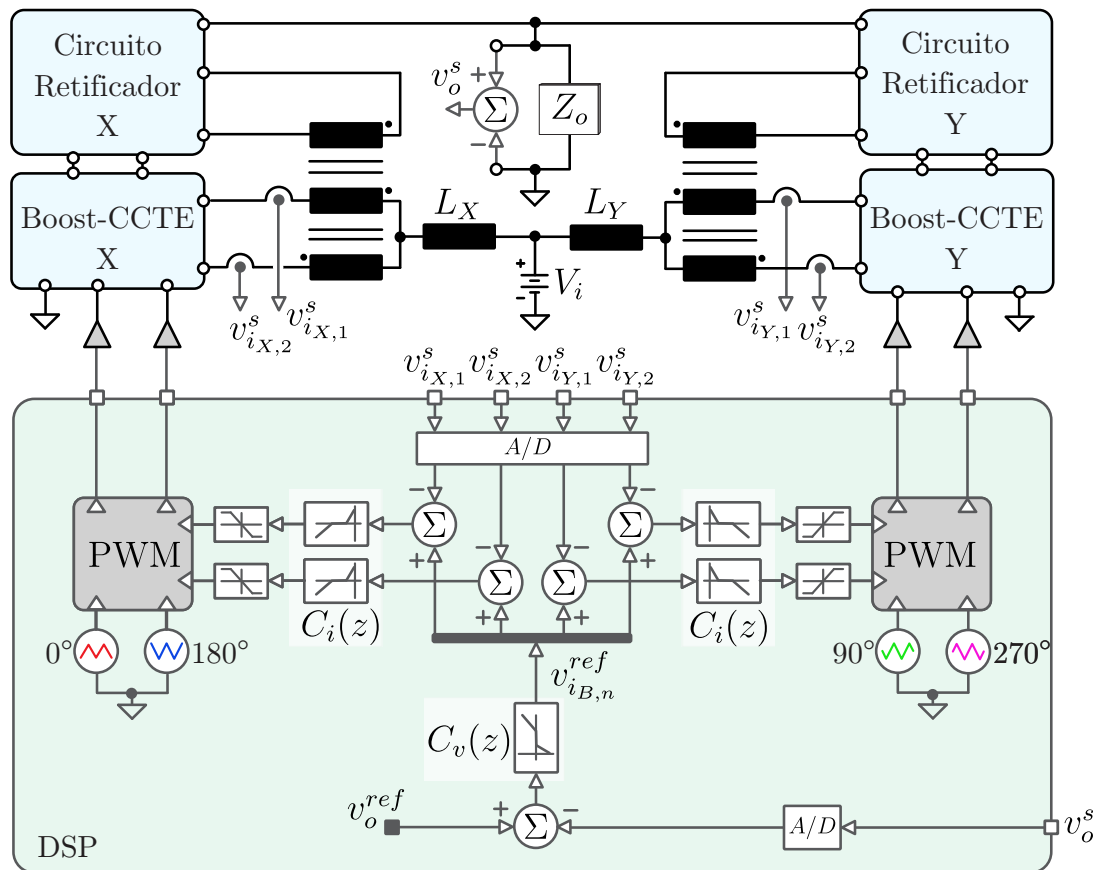 Circuito
Retificador
X
Circuito
Retificador
Y
v_o^s
+
Σ
−
Z_o
Boost-CCTE
X
L_X
L_Y
Boost-CCTE
Y
+
−
V_i
v_{i_{X,2}}^s
v_{i_{X,1}}^s
v_{i_{Y,1}}^s
v_{i_{Y,2}}^s
v_{i_{X,1}}^s v_{i_{X,2}}^s v_{i_{Y,1}}^s v_{i_{Y,2}}^s
A/D
−
Σ
+
−
Σ
+
PWM
−
Σ
+
−
Σ
+
PWM
C_i(z)
C_i(z)
0°
180°
90°
270°
v_{i_{B,n}}^{ref}
C_v(z)
v_o^{ref}
+
Σ
−
A/D
v_o^s
DSP